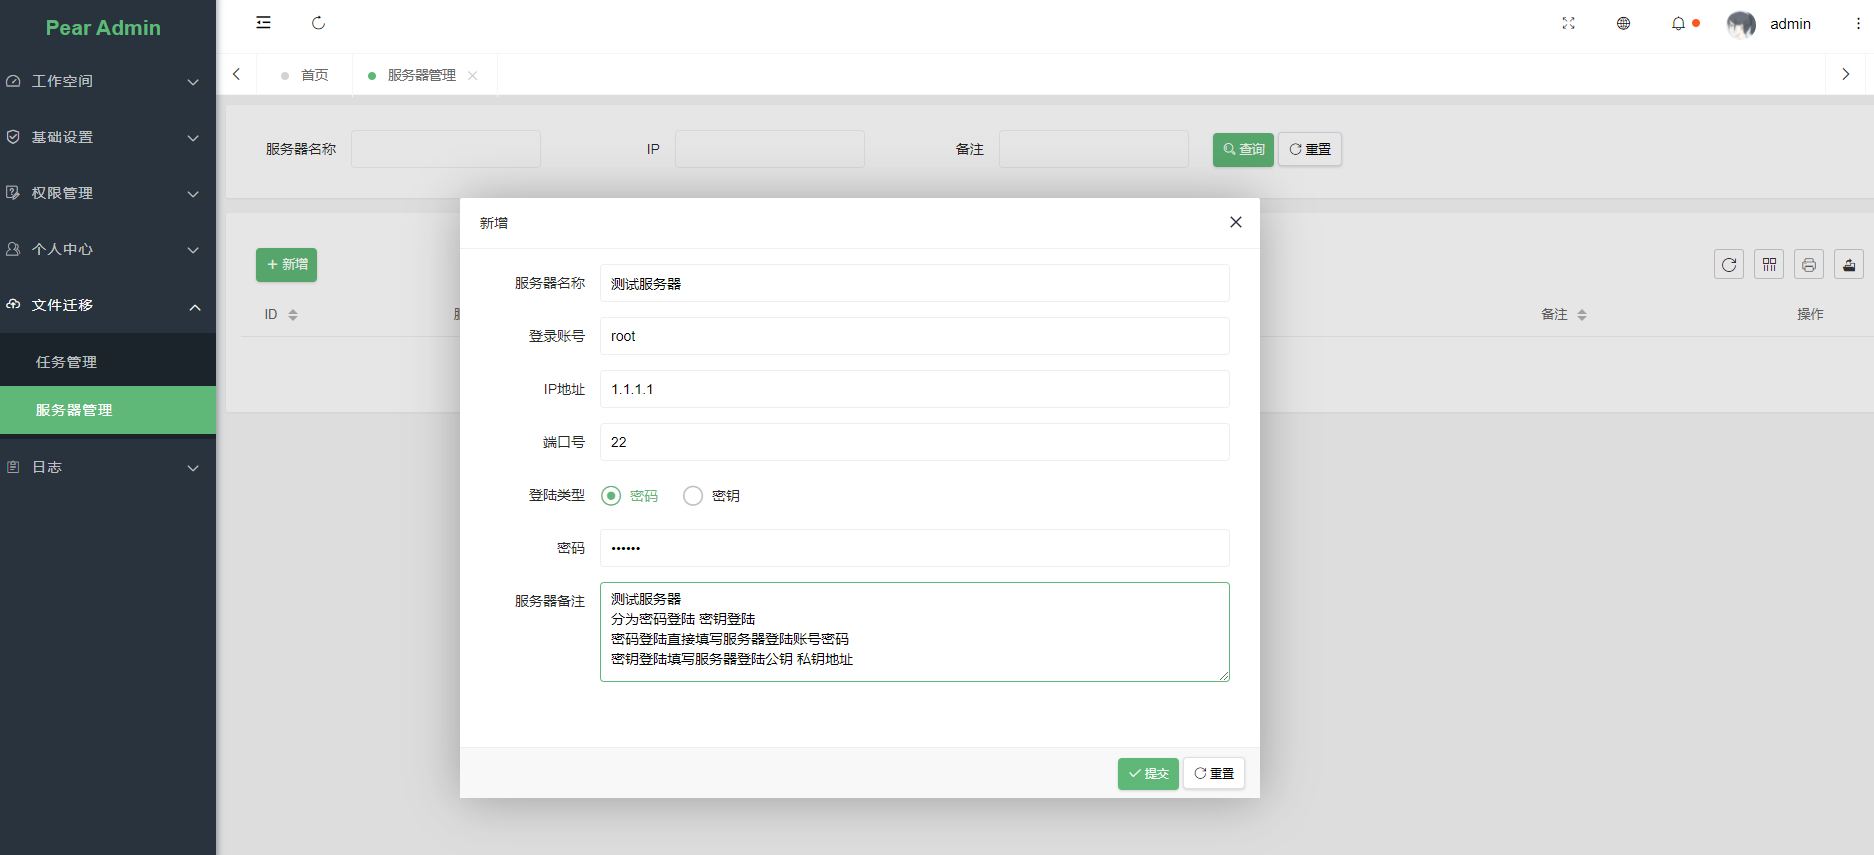 Pear Admin
工作空间
基础设置
权限管理
个人中心
文件迁移
任务管理
服务器管理
日志
admin
首页
服务器管理
服务器名称
IP
备注
查询
重置
新增
ID
备注
操作
新增
服务器名称
测试服务器
登录账号
root
IP地址
1.1.1.1
端口号
22
登陆类型
密码
密钥
密码
••••••
服务器备注
测试服务器
分为密码登陆 密钥登陆
密码登陆直接填写服务器登陆账号密码
密钥登陆填写服务器登陆公钥 私钥地址
提交
重置